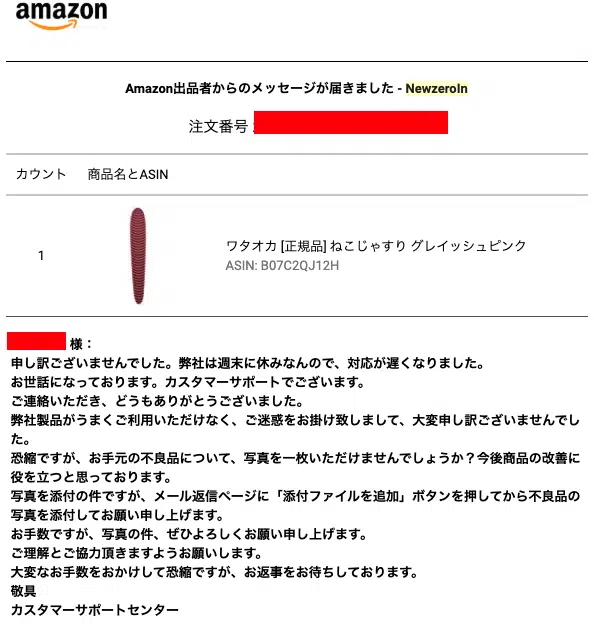 amazon
Amazon出品者からのメッセージが届きました - NewzeroIn
注文番号 :
カウント 商品名とASIN
1
ワタオカ [正規品] ねこじゃすり グレイッシュピンク
ASIN: B07C2QJ12H
様：
申し訳ございませんでした。弊社は週末に休みなんので、対応が遅くなりました。
お世話になっております。カスタマーサポートでございます。
ご連絡いただき、どうもありがとうございました。
弊社製品がうまくご利用いただけなく、ご迷惑をお掛け致しまして、大変申し訳ございませんでし
た。
恐縮ですが、お手元の不良品について、写真を一枚いただけませんでしょうか？今後商品の改善に
役を立つと思っております。
写真を添付の件ですが、メール返信ページに「添付ファイルを追加」ボタンを押してから不良品の
写真を添付してお願い申し上げます。
お手数ですが、写真の件、ぜひよろしくお願い申し上げます。
ご理解とご協力頂きますようお願いします。
大変なお手数をおかけして恐縮ですが、お返事をお待ちしております。
敬具
カスタマーサポートセンター